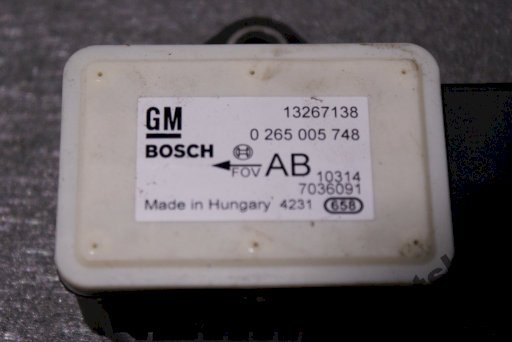 GM 13267138
0 265 005 748
BOSCH
FOV AB 10314
7036091
Made in Hungary 4231 658